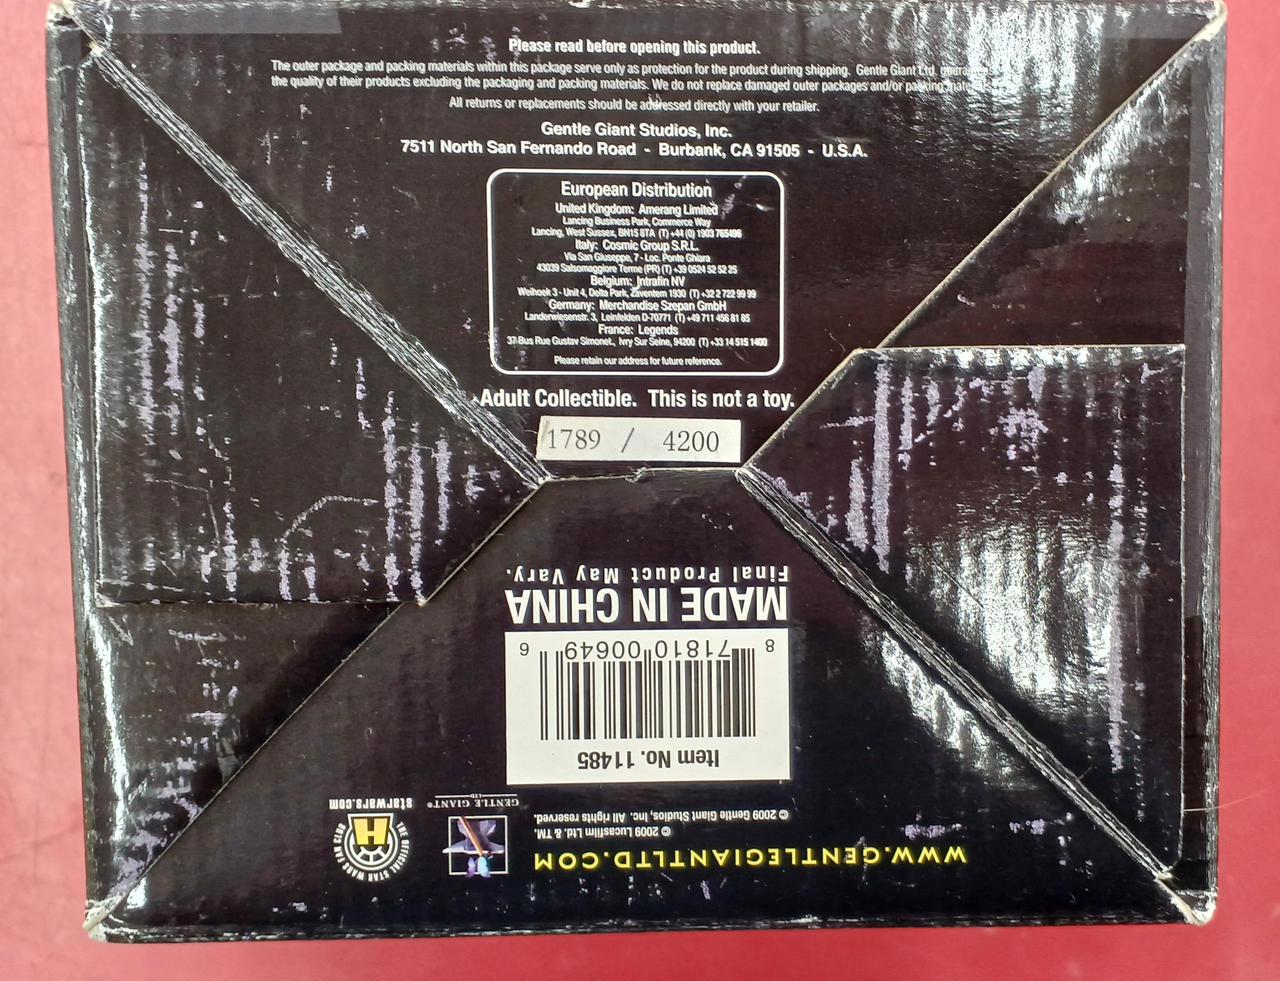 Please read before opening this product.
The outer package and packing materials within this package serve only as protection for the product during shipping. Gentle Giant Ltd. guarantees
the quality of their products excluding the packaging and packing materials. We do not replace damaged outer packages and/or packing materials.
All returns or replacements should be addressed directly with your retailer.
Gentle Giant Studios, Inc.
7511 North San Fernando Road - Burbank, CA 91505 - U.S.A.
European Distribution
United Kingdom: Amerang Limited
Lancing Business Park, Commerce Way
Lancing, West Sussex, BN15 8TA (T) +44 (0) 1903 765496
Italy: Cosmic Group S.R.L.
Via San Giuseppe, 7 - Loc. Ponte Ghiara
43039 Salsomaggiore Terme (PR) (T) +39 0524 52 52 25
Belgium: Intrafin NV
Weihoek 3 - Unit 4, Delta Park, Zaventem 1930 (T) +32 2 722 99 99
Germany: Merchandise Szepan GmbH
Landerwiesenstr. 3, Leinfelden D-70771 (T) +49 711 456 81 85
France: Legends
37 Bus Rue Gustav Simonet., Ivry Sur Seine, 94200 (T) +33 14 515 1400
Please retain our address for future reference.
Adult Collectible. This is not a toy.
1789 / 4200
WWW.GENTLEGIANTLTD.COM
© 2009 Lucasfilm Ltd. & TM.
© 2009 Gentle Giant Studios, Inc. All rights reserved.
GENTLE GIANT®
LTD
THE OFFICIAL STAR WARS FAN CLUB
H
starwars.com
Item No. 11485
8 71810 00649 6
MADE IN CHINA
Final Product May Vary.